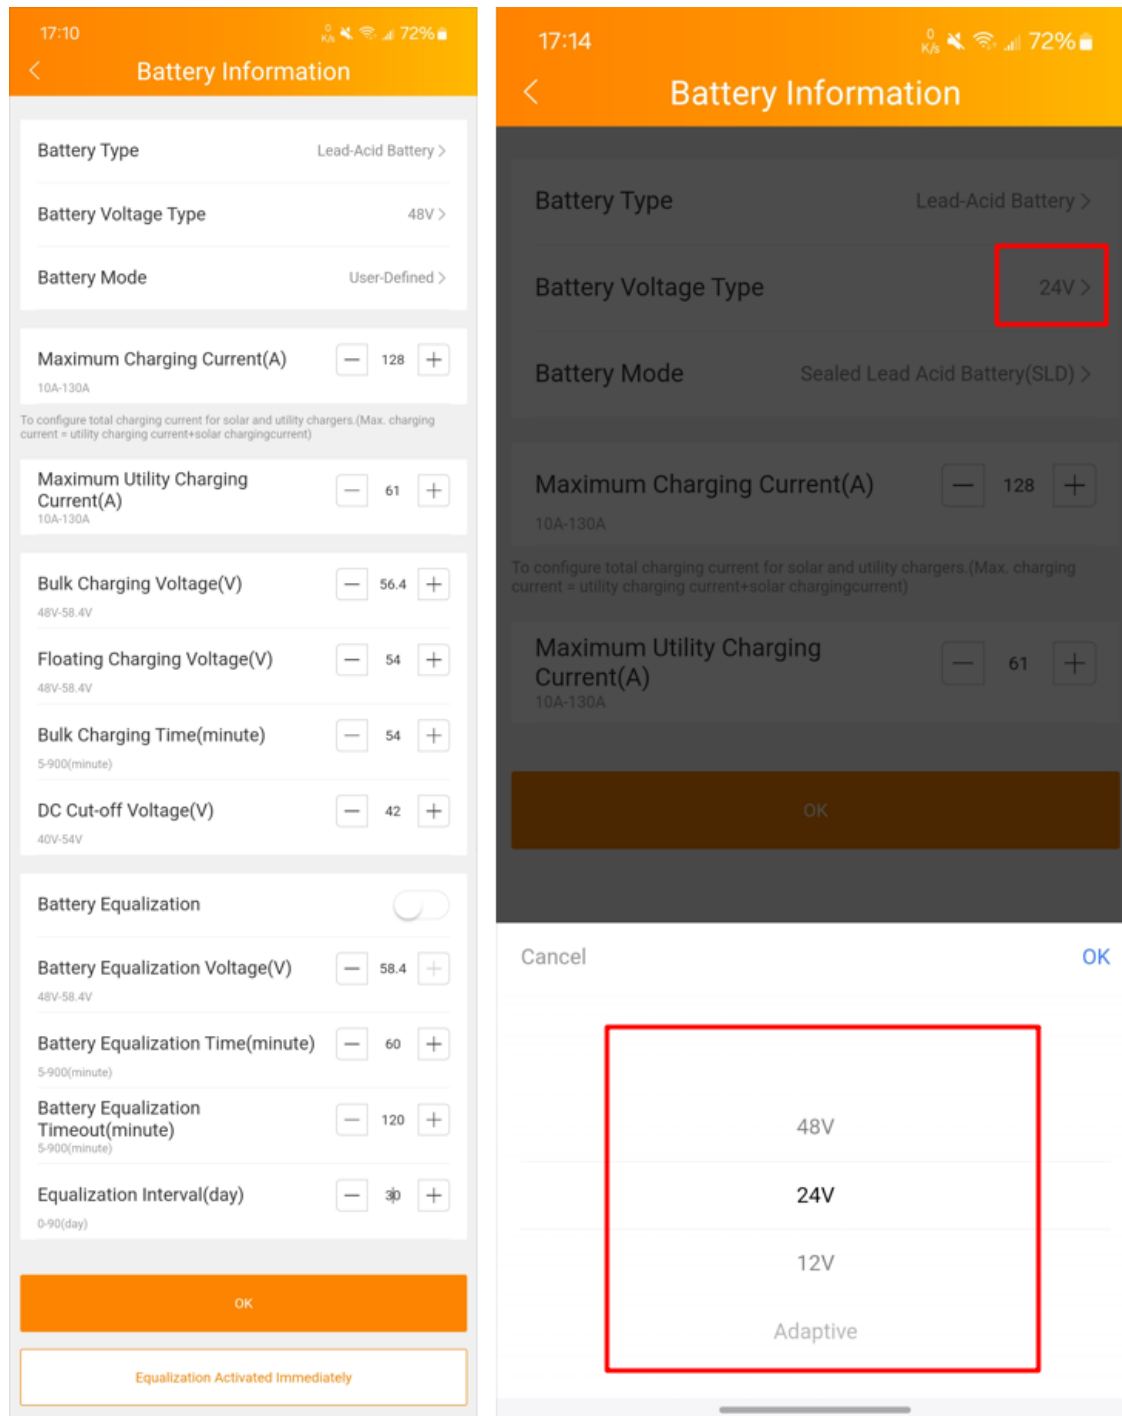 17:10
0
K/s
72%
Battery Information
Battery Type
Lead-Acid Battery >
Battery Voltage Type
48V >
Battery Mode
User-Defined >
Maximum Charging Current(A)
— 128 +
10A-130A
To configure total charging current for solar and utility chargers.(Max. charging
current = utility charging current+solar chargingcurrent)
Maximum Utility Charging
Current(A)
— 61 +
10A-130A
Bulk Charging Voltage(V)
— 56.4 +
48V-58.4V
Floating Charging Voltage(V)
— 54 +
48V-58.4V
Bulk Charging Time(minute)
— 54 +
5-900(minute)
DC Cut-off Voltage(V)
— 42 +
40V-54V
Battery Equalization
Battery Equalization Voltage(V)
— 58.4 +
48V-58.4V
Battery Equalization Time(minute)
— 60 +
5-900(minute)
Battery Equalization
Timeout(minute)
— 120 +
5-900(minute)
Equalization Interval(day)
— 30 +
0-90(day)
OK
Equalization Activated Immediately
17:14
0
K/s
72%
Battery Information
Battery Type
Lead-Acid Battery >
Battery Voltage Type
24V >
Battery Mode
Sealed Lead Acid Battery(SLD) >
Maximum Charging Current(A)
— 128 +
10A-130A
To configure total charging current for solar and utility chargers.(Max. charging
current = utility charging current+solar chargingcurrent)
Maximum Utility Charging
Current(A)
— 61 +
10A-130A
OK
Cancel
OK
48V
24V
12V
Adaptive